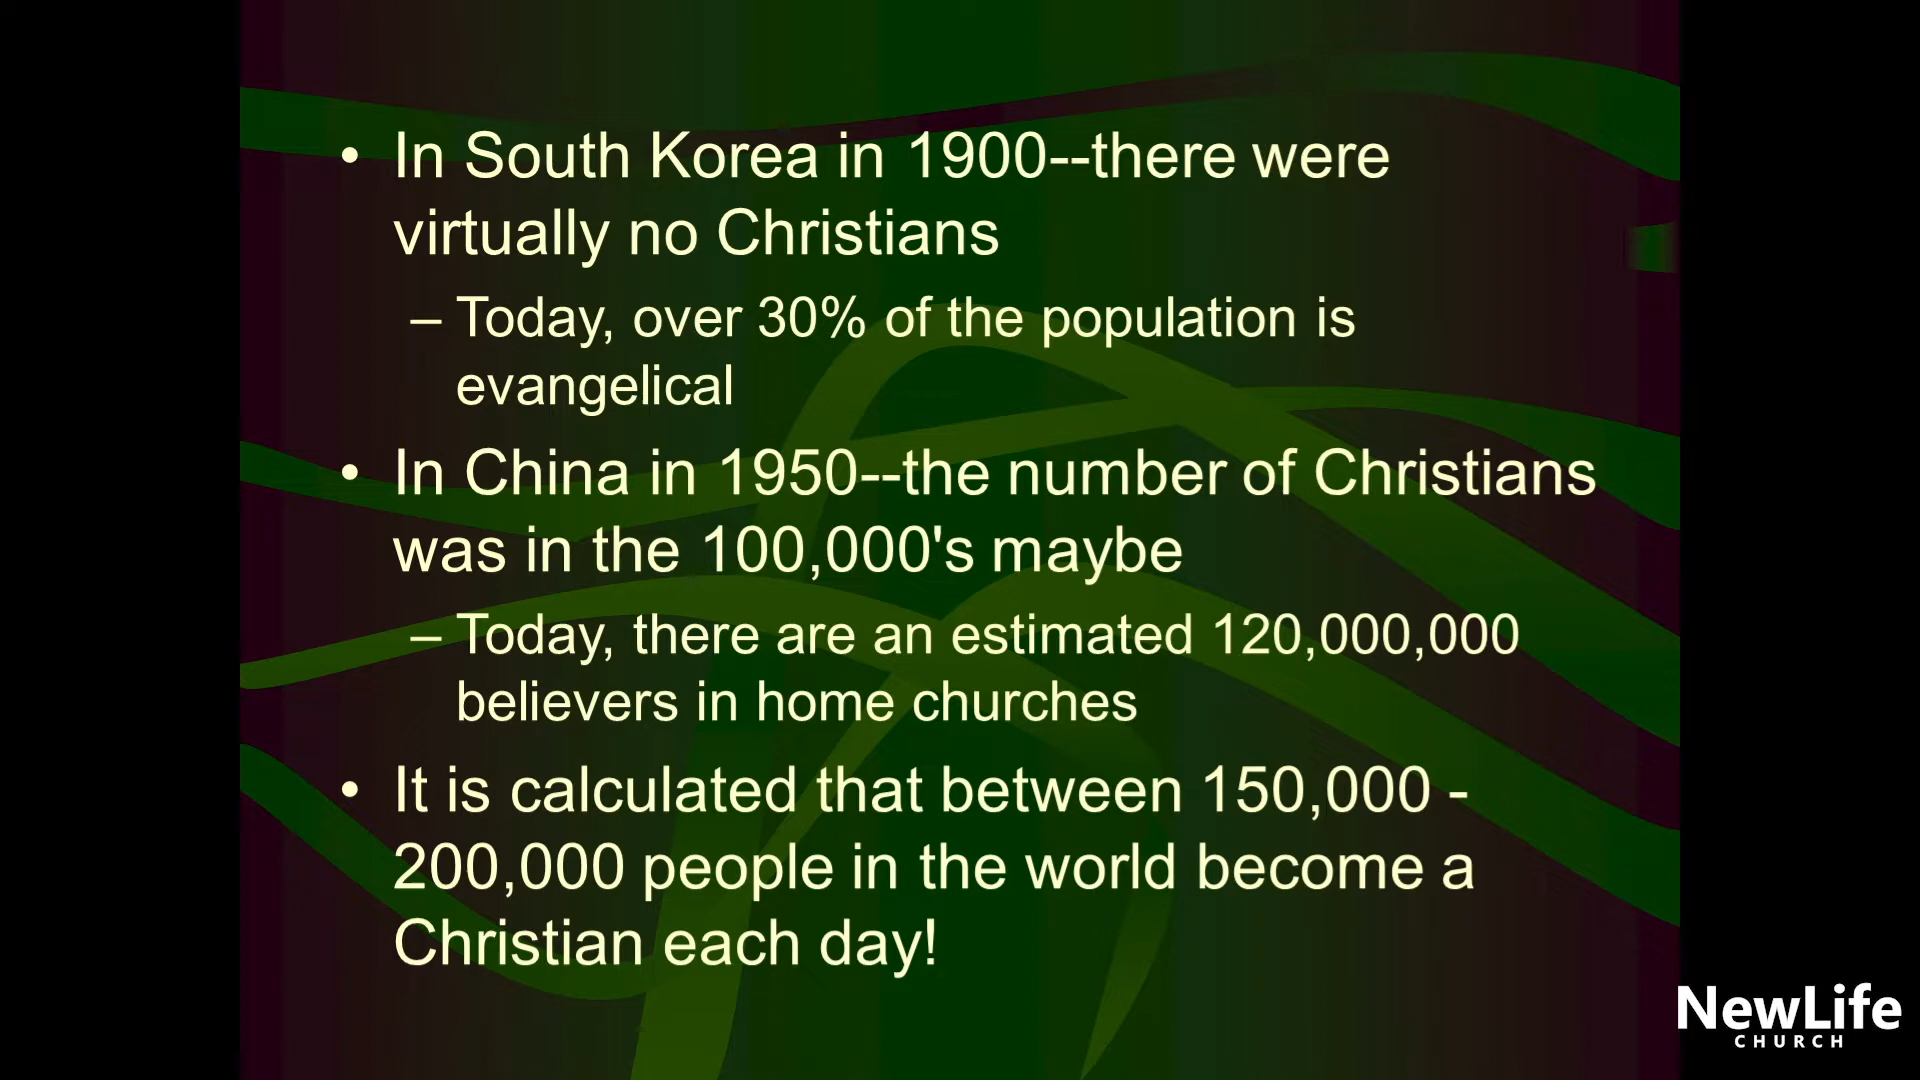 • In South Korea in 1900--there were
virtually no Christians
– Today, over 30% of the population is
evangelical
• In China in 1950--the number of Christians
was in the 100,000's maybe
– Today, there are an estimated 120,000,000
believers in home churches
• It is calculated that between 150,000 -
200,000 people in the world become a
Christian each day!
NewLife
CHURCH